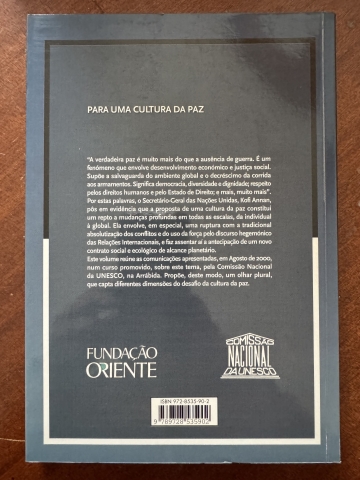 PARA UMA CULTURA DA PAZ
"A verdadeira paz é muito mais do que a ausência de guerra. É um
fenómeno que envolve desenvolvimento económico e justiça social.
Supõe a salvaguarda do ambiente global e o decréscimo da corrida
aos armamentos. Significa democracia, diversidade e dignidade; respeito
pelos direitos humanos e pelo Estado de Direito; e mais, muito mais".
Por estas palavras, o Secretário-Geral das Nações Unidas, Kofi Annan,
pôs em evidência que a proposta de uma cultura da paz constitui
um repto a mudanças profundas em todas as escalas, da individual
à global. Ela envolve, em especial, uma ruptura com a tradicional
absolutização dos conflitos e do uso da força pelo discurso hegemónico
das Relações Internacionais, e faz assentar aí a antecipação de um novo
contrato social e ecológico de alcance planetário.
Este volume reúne as comunicações apresentadas, em Agosto de 2000,
num curso promovido, sobre este tema, pela Comissão Nacional
da UNESCO, na Arrábida. Propõe, deste modo, um olhar plural,
que capta diferentes dimensões do desafio da cultura da paz.
FUNDAÇÃO
ORIENTE
COMISSÃO
NACIONAL
DA UNESCO
ISBN 972-8535-90-2
9 789728 535902